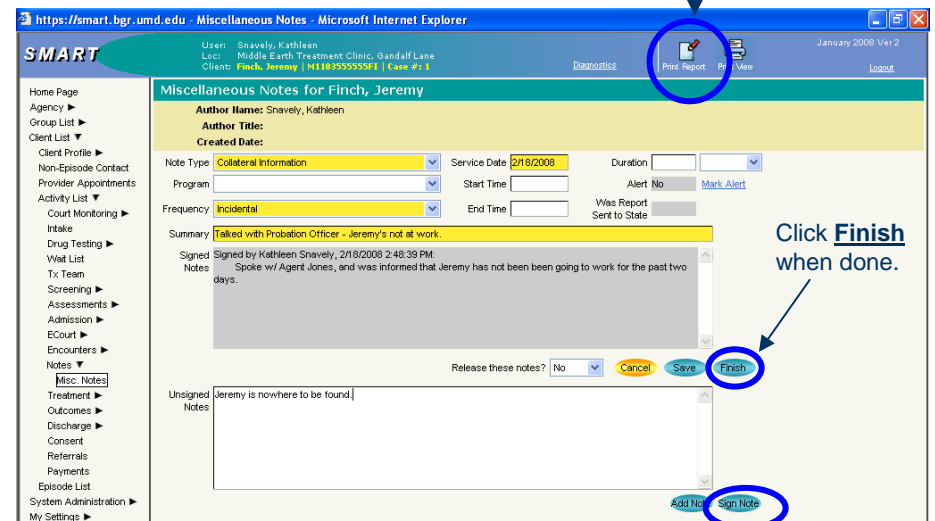 https://smart.bgr.umd.edu - Miscellaneous Notes - Microsoft Internet Explorer
SMART
User: Snavely, Kathleen
Loc: Middle Earth Treatment Clinic, Gandalf Lane
Client: Finch, Jeremy | M1103555555FI | Case #: 1
Diagnostics
Print Report
Print View
January 2008 Ver2
Logout
Home Page
Agency ▶
Group List ▶
Client List ▼
Client Profile ▶
Non-Episode Contact
Provider Appointments
Activity List ▼
Court Monitoring ▶
Intake
Drug Testing ▶
Wait List
Tx Team
Screening ▶
Assessments ▶
Admission ▶
ECourt ▶
Encounters ▶
Notes ▼
Misc. Notes
Treatment ▶
Outcomes ▶
Discharge ▶
Consent
Referrals
Payments
Episode List
System Administration ▶
My Settings ▶
Miscellaneous Notes for Finch, Jeremy
Author Name: Snavely, Kathleen
Author Title:
Created Date:
Note Type Collateral Information Service Date 2/18/2008 Duration
Program Start Time Alert No Mark Alert
Frequency Incidental End Time Was Report Sent to State
Summary Talked with Probation Officer - Jeremy's not at work.
Signed Notes
Signed by Kathleen Snavely, 2/18/2008 2:48:39 PM:
Spoke w/ Agent Jones, and was informed that Jeremy has not been been going to work for the past two
days.
Release these notes? No Cancel Save Finish
Unsigned Notes
Jeremy is nowhere to be found.
Add Note Sign Note
Click Finish
when done.